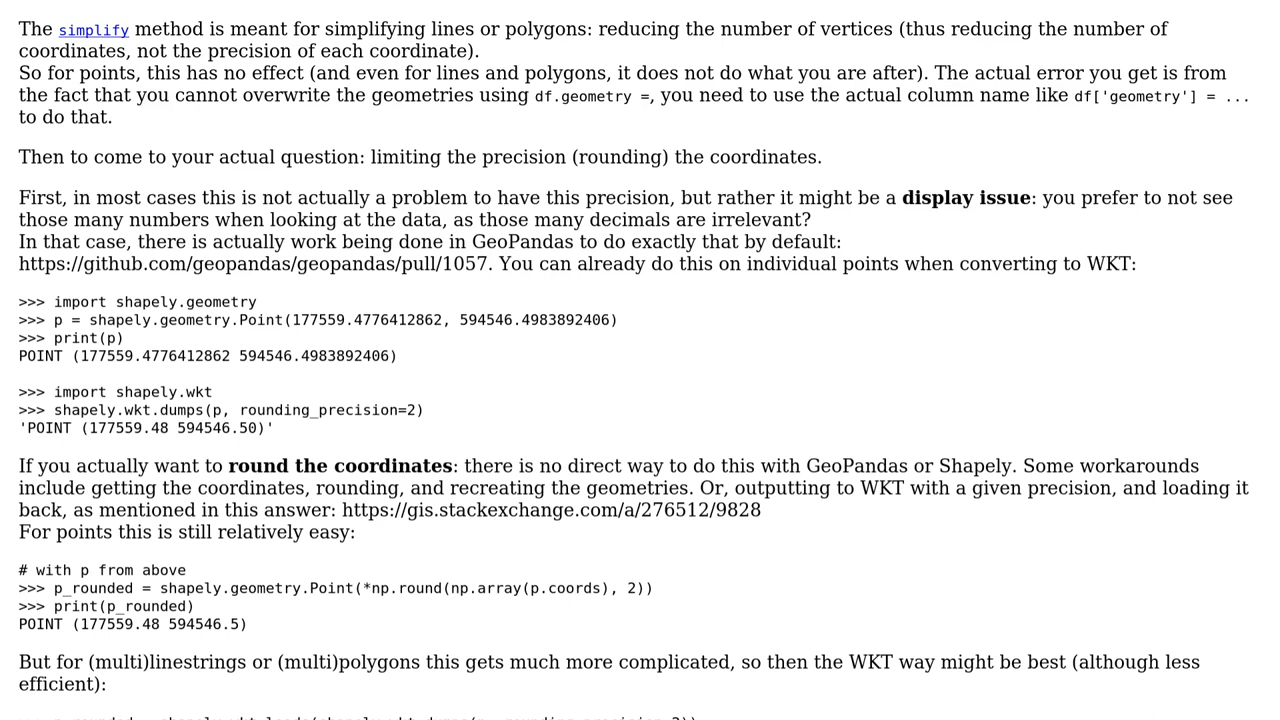 The simplify method is meant for simplifying lines or polygons: reducing the number of vertices (thus reducing the number of
coordinates, not the precision of each coordinate).
So for points, this has no effect (and even for lines and polygons, it does not do what you are after). The actual error you get is from
the fact that you cannot overwrite the geometries using df.geometry =, you need to use the actual column name like df['geometry'] = ...
to do that.
Then to come to your actual question: limiting the precision (rounding) the coordinates.
First, in most cases this is not actually a problem to have this precision, but rather it might be a display issue: you prefer to not see
those many numbers when looking at the data, as those many decimals are irrelevant?
In that case, there is actually work being done in GeoPandas to do exactly that by default:
https://github.com/geopandas/geopandas/pull/1057. You can already do this on individual points when converting to WKT:
>>> import shapely.geometry
>>> p = shapely.geometry.Point(177559.4776412862, 594546.4983892406)
>>> print(p)
POINT (177559.4776412862 594546.4983892406)
>>> import shapely.wkt
>>> shapely.wkt.dumps(p, rounding_precision=2)
'POINT (177559.48 594546.50)'
If you actually want to round the coordinates: there is no direct way to do this with GeoPandas or Shapely. Some workarounds
include getting the coordinates, rounding, and recreating the geometries. Or, outputting to WKT with a given precision, and loading it
back, as mentioned in this answer: https://gis.stackexchange.com/a/276512/9828
For points this is still relatively easy:
# with p from above
>>> p_rounded = shapely.geometry.Point(*np.round(np.array(p.coords), 2))
>>> print(p_rounded)
POINT (177559.48 594546.5)
But for (multi)linestrings or (multi)polygons this gets much more complicated, so then the WKT way might be best (although less
efficient):